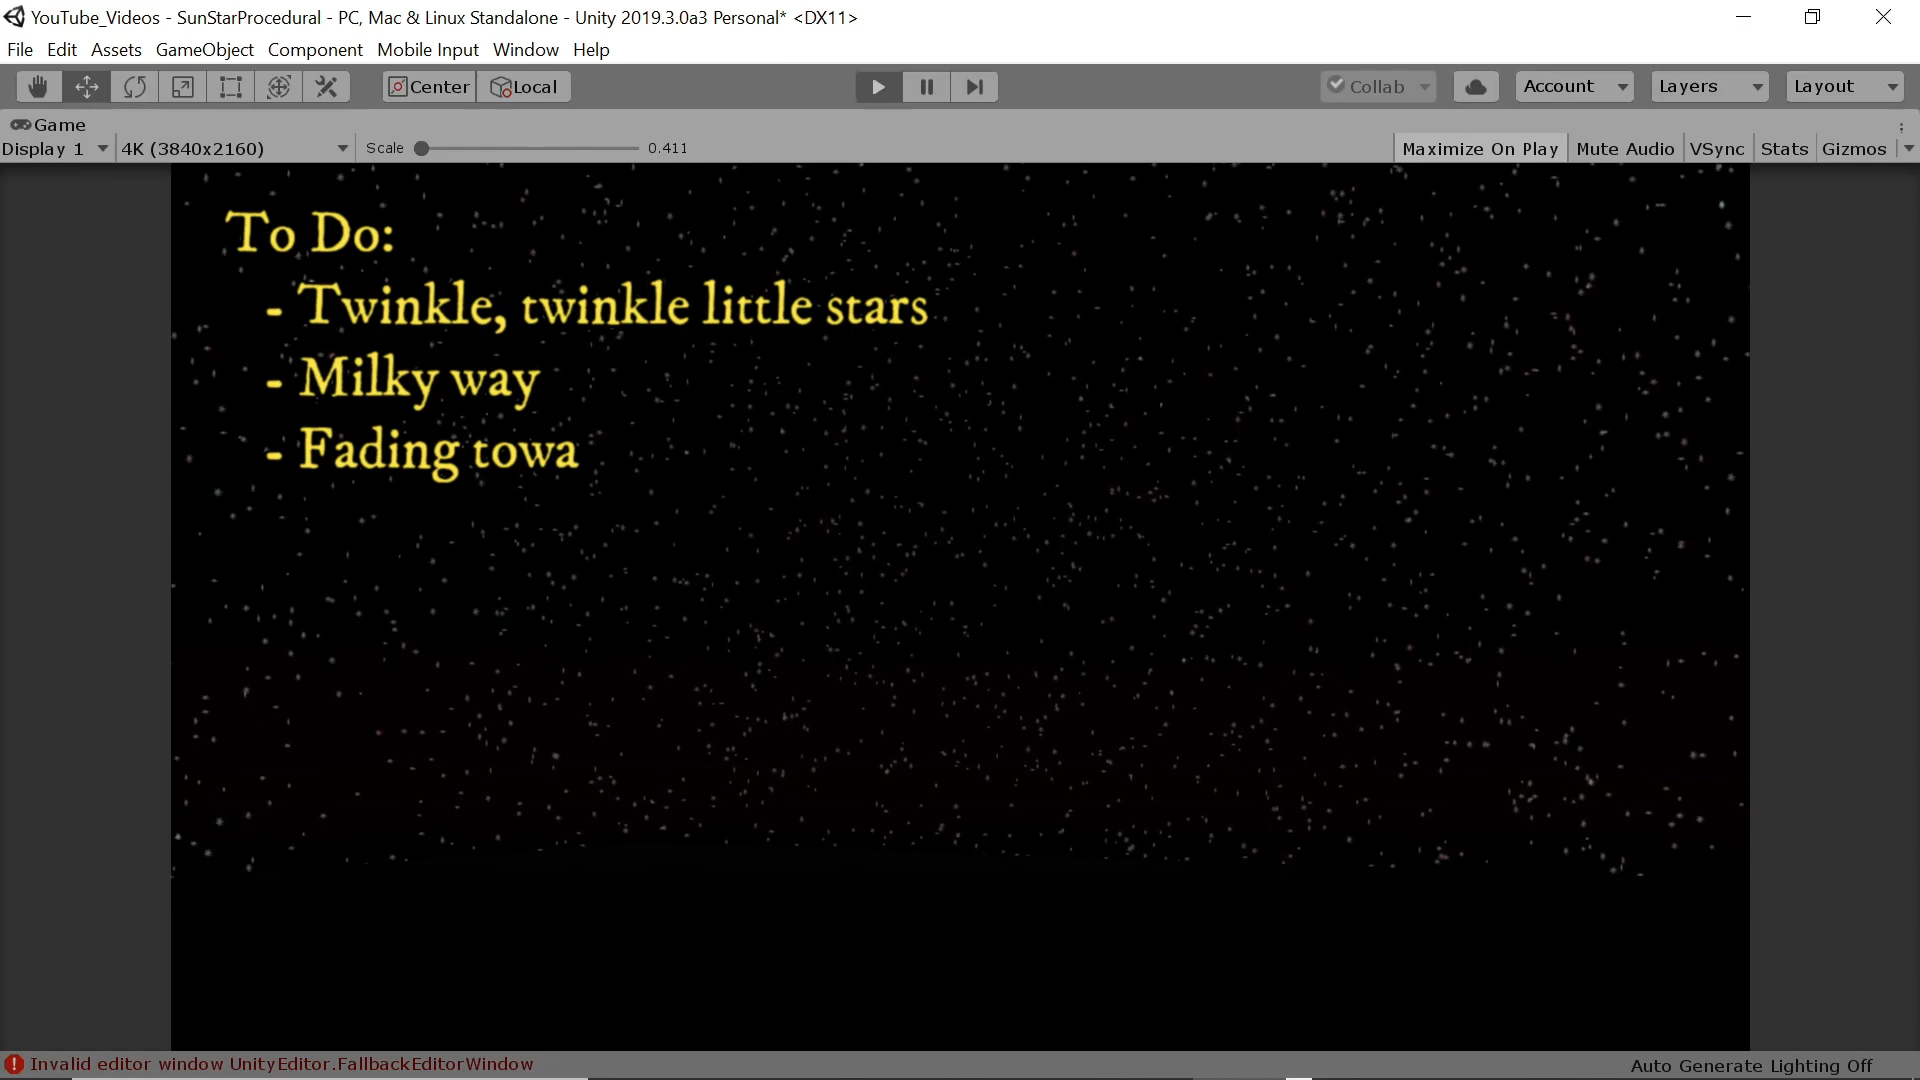 YouTube_Videos - SunStarProcedural - PC, Mac & Linux Standalone - Unity 2019.3.0a3 Personal* <DX11>
File Edit Assets GameObject Component Mobile Input Window Help
Center Local Collab Account Layers Layout
Game
Display 1 4K (3840x2160) Scale 0.411 Maximize On Play Mute Audio VSync Stats Gizmos
To Do:
- Twinkle, twinkle little stars
- Milky way
- Fading towa
Invalid editor window UnityEditor.FallbackEditorWindow Auto Generate Lighting Off